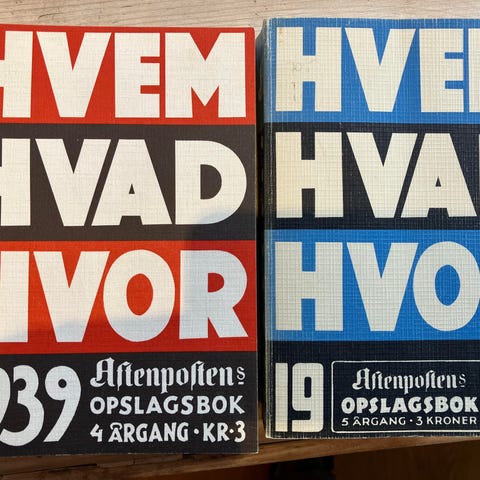 HVEM
HVAD
HVOR
939
Aftenpostens
OPSLAGSBOK
4 ÅRGANG · KR·3
HVE
HVA
HVO
19
Aftenpostens
OPSLAGSBOK
5 ÅRGANG · 3 KRONER